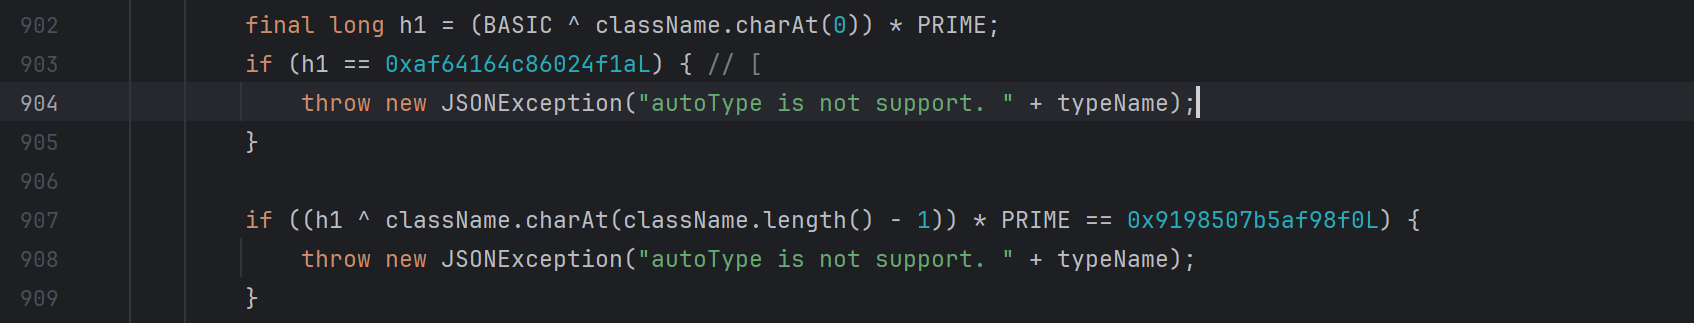 902 final long h1 = (BASIC ^ className.charAt(0)) * PRIME;
903 if (h1 == 0xaf64164c86024f1aL) { // [
904 throw new JSONException("autoType is not support. " + typeName);
905 }
906
907 if ((h1 ^ className.charAt(className.length() - 1)) * PRIME == 0x9198507b5af98f0L) {
908 throw new JSONException("autoType is not support. " + typeName);
909 }